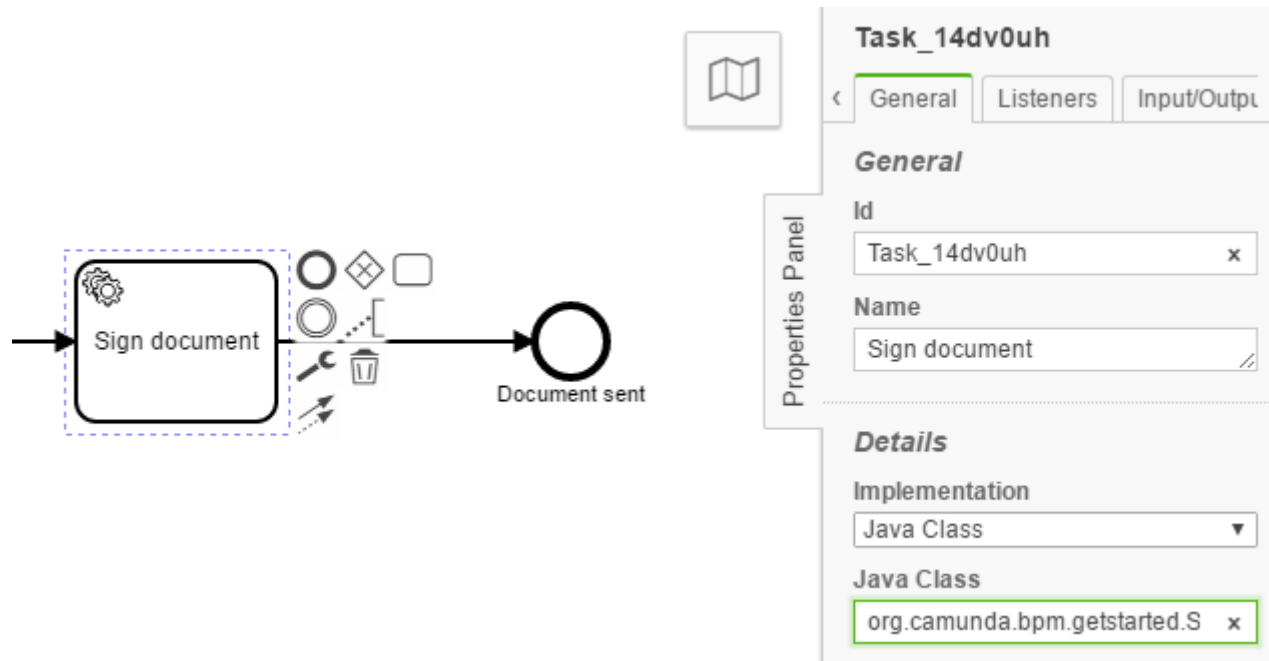 Task_14dv0uh
General
Listeners
Input/Outpu
General
Id
Task_14dv0uh
Name
Sign document
Properties Panel
Sign document
Document sent
Details
Implementation
Java Class
Java Class
org.camunda.bpm.getstarted.S